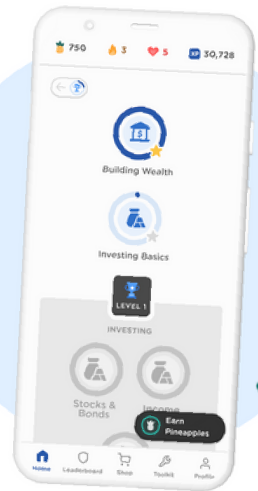 750 3 5 XP 30,728
Building Wealth
Investing Basics
LEVEL 1
INVESTING
Stocks & Bonds
Income
Earn Pineapples
Home Leaderboard Shop Toolkit Profile